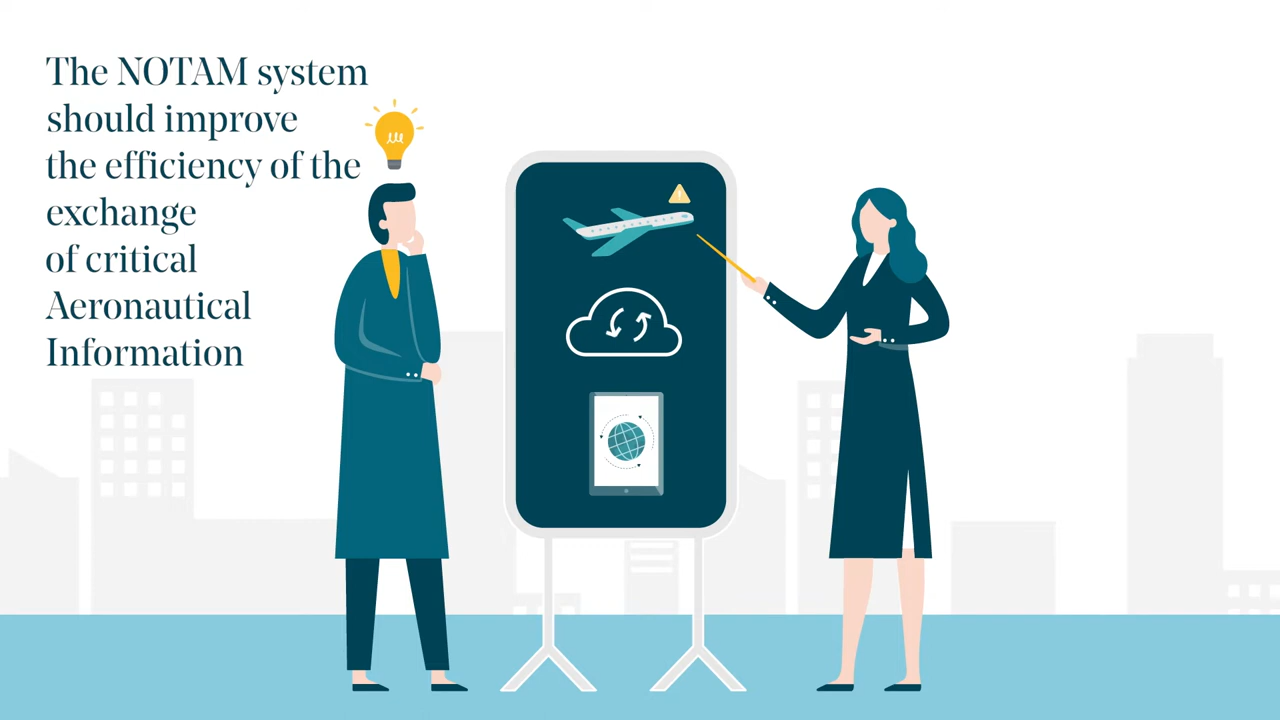 The NOTAM system
should improve
the efficiency of the
exchange
of critical
Aeronautical
Information